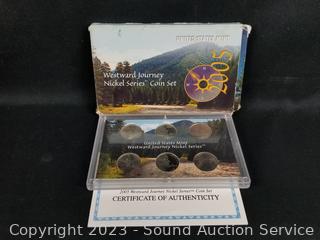 UNITED STATES MINT
Westward Journey
Nickel Series™ Coin Set
2005
United States Mint
Westward Journey Nickel Series™
2005 Westward Journey Nickel Series™ Coin Set
CERTIFICATE OF AUTHENTICITY
Copyright 2023 - Sound Auction Service